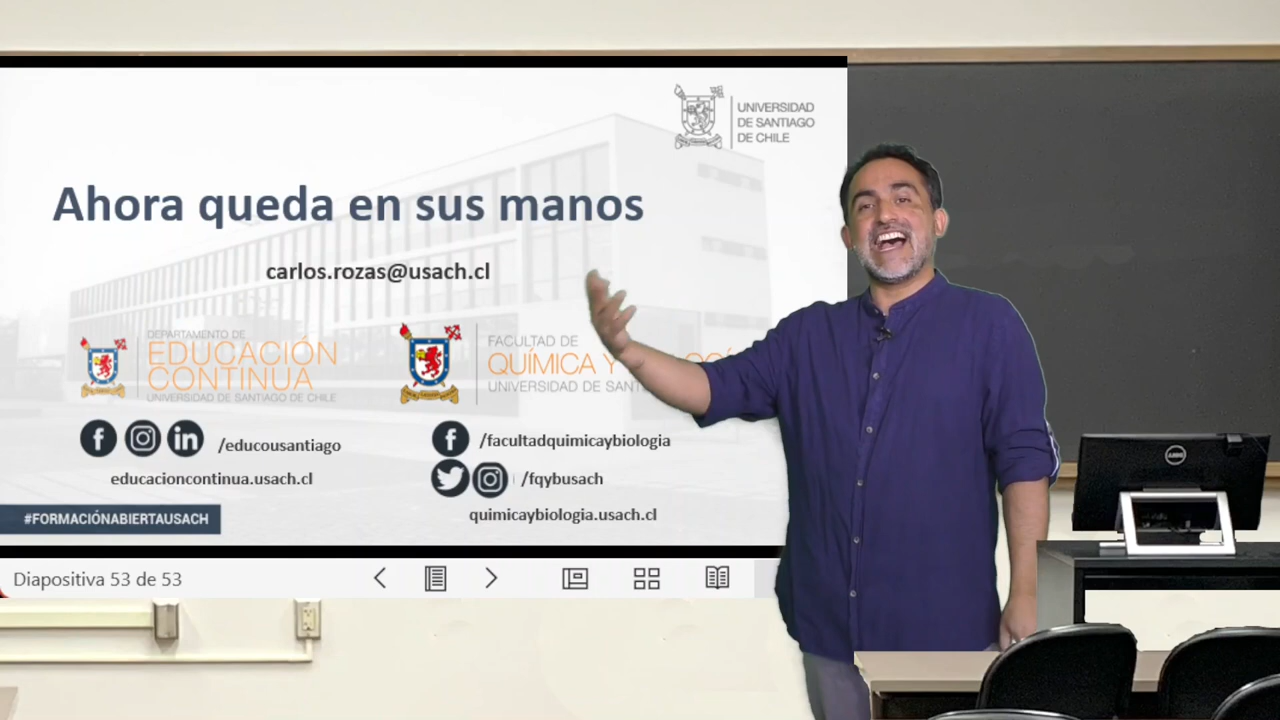 UNIVERSIDAD
DE SANTIAGO
DE CHILE
Ahora queda en sus manos
carlos.rozas@usach.cl
DEPARTAMENTO DE
EDUCACIÓN
CONTINUA
UNIVERSIDAD DE SANTIAGO DE CHILE
FACULTAD DE
QUÍMICA Y
UNIVERSIDAD DE
/educousantiago
educacioncontinua.usach.cl
/facultadquimicaybiologia
/fqybusach
quimicaybiologia.usach.cl
#FORMACIÓNABIERTAUSACH
Diapositiva 53 de 53
DELL